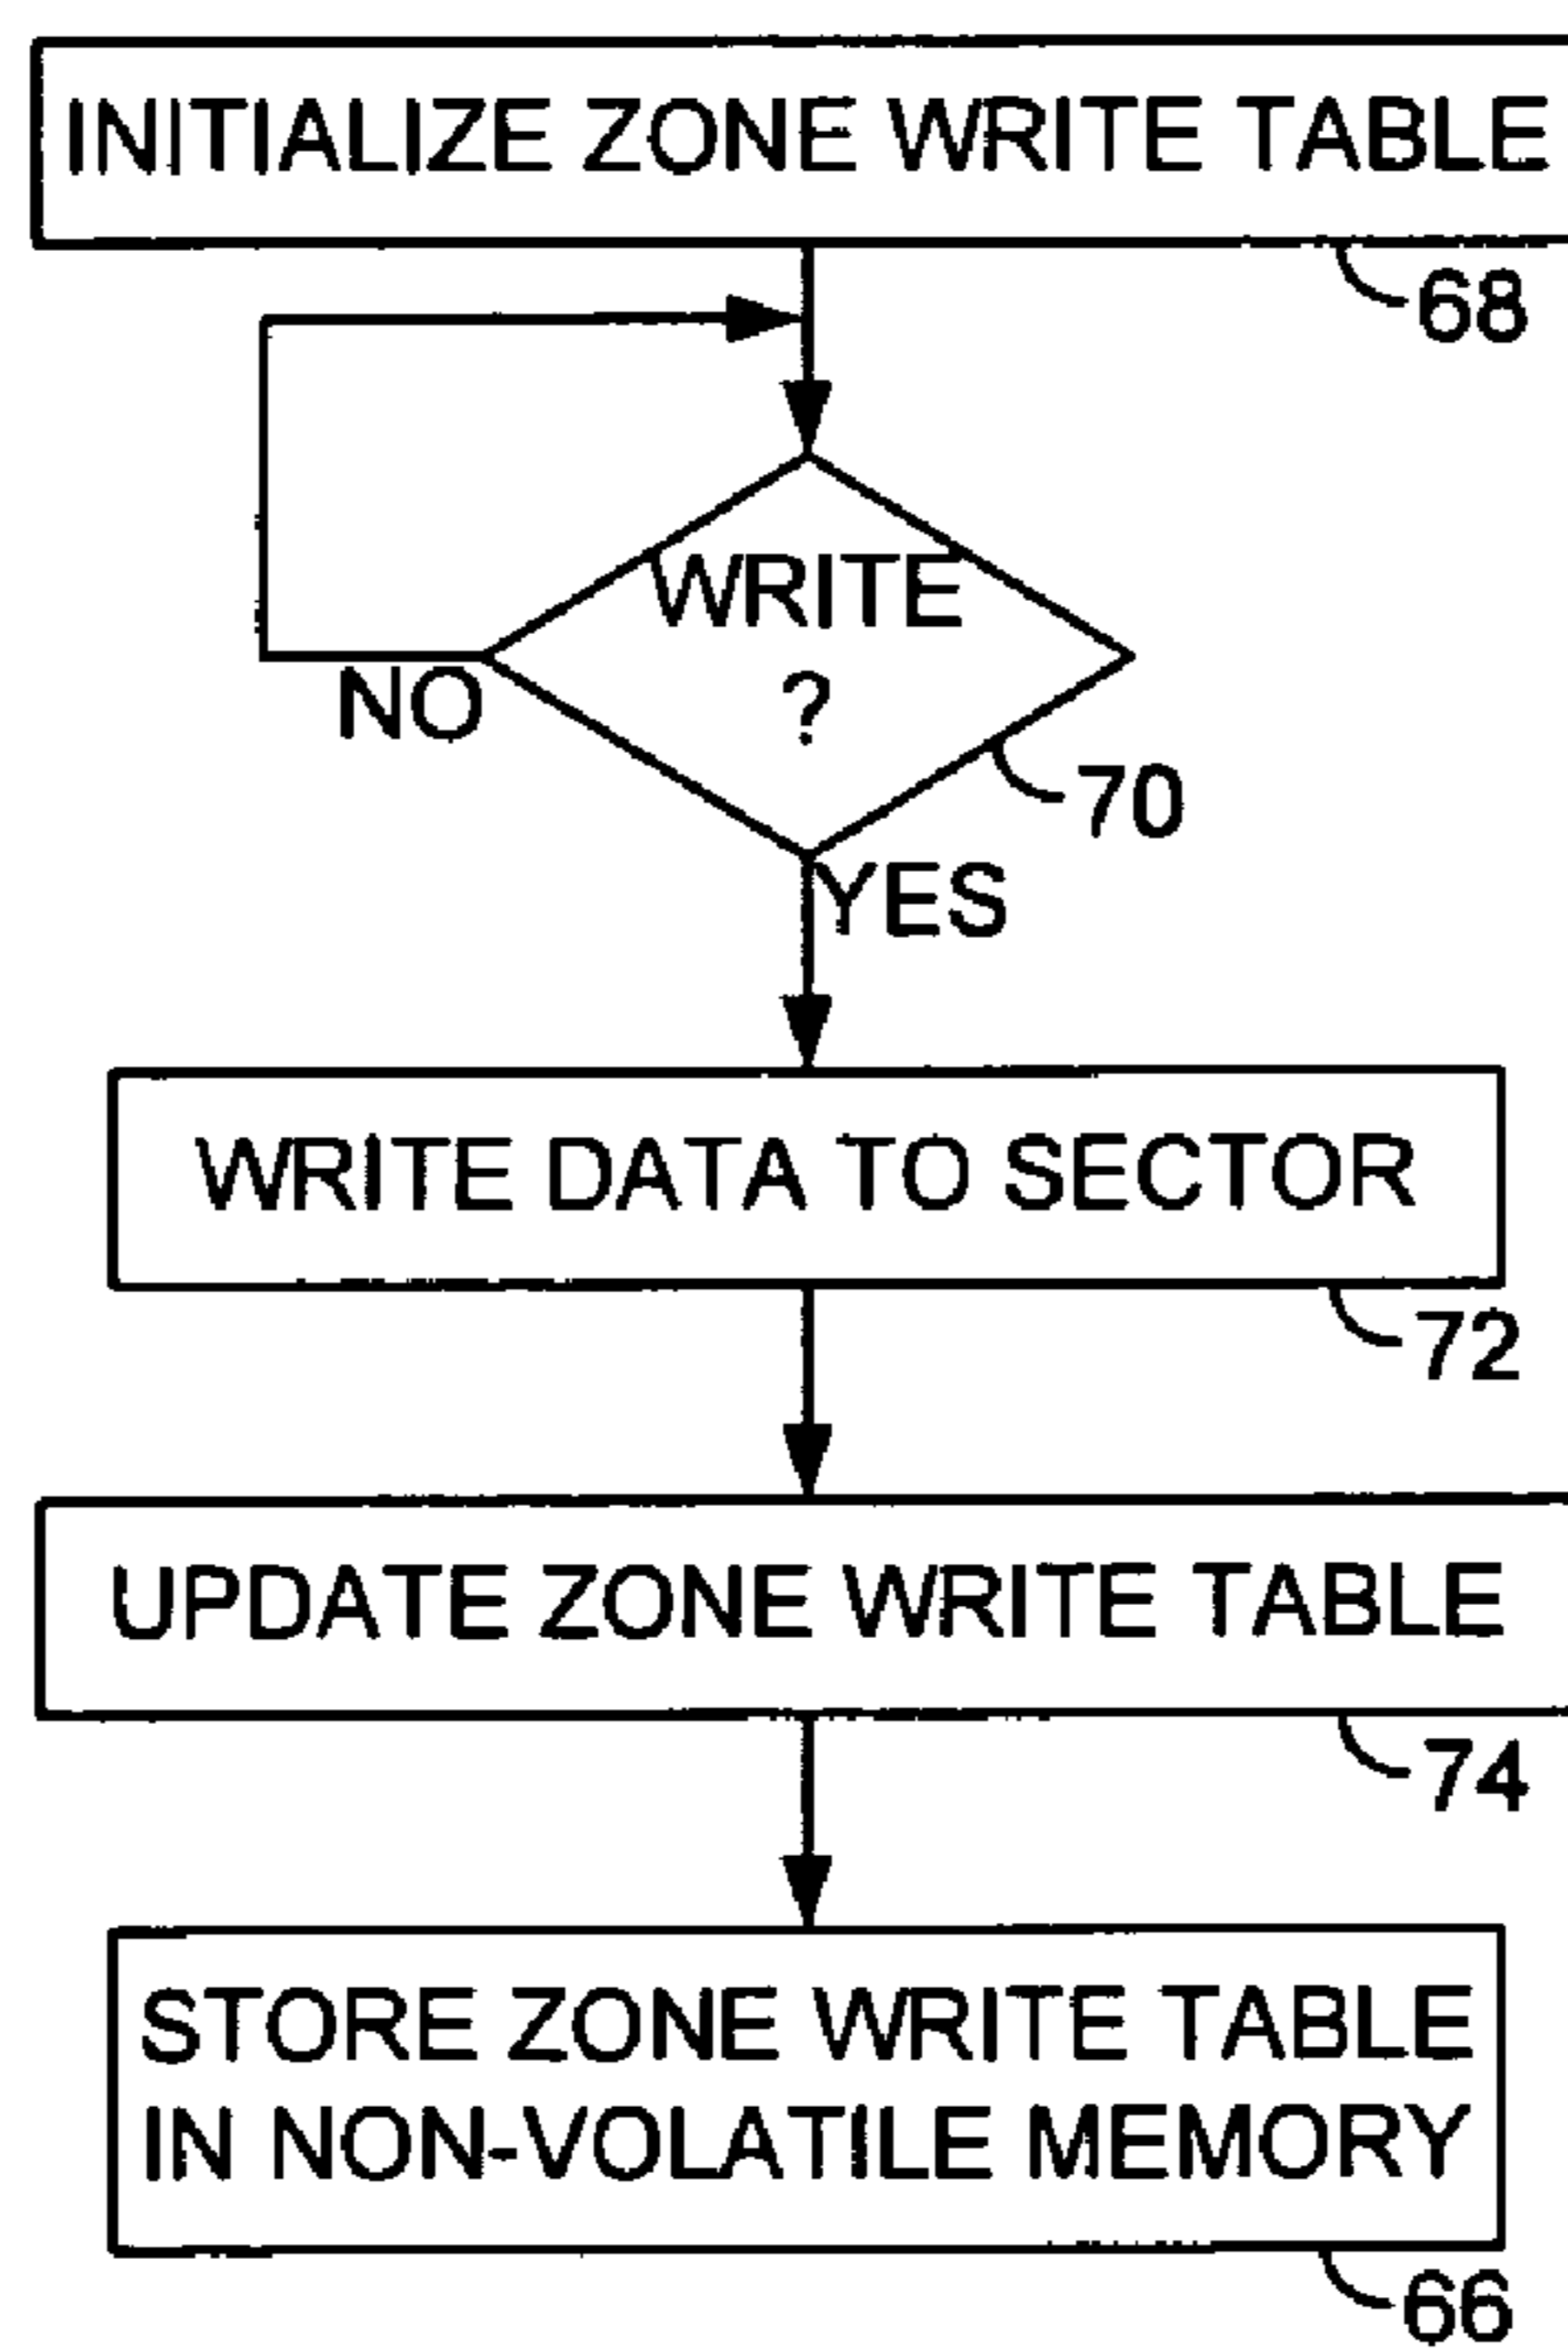 INITIALIZE ZONE WRITE TABLE
68
WRITE
?
NO
70
YES
WRITE DATA TO SECTOR
72
UPDATE ZONE WRITE TABLE
74
STORE ZONE WRITE TABLE
IN NON-VOLATILE MEMORY
66